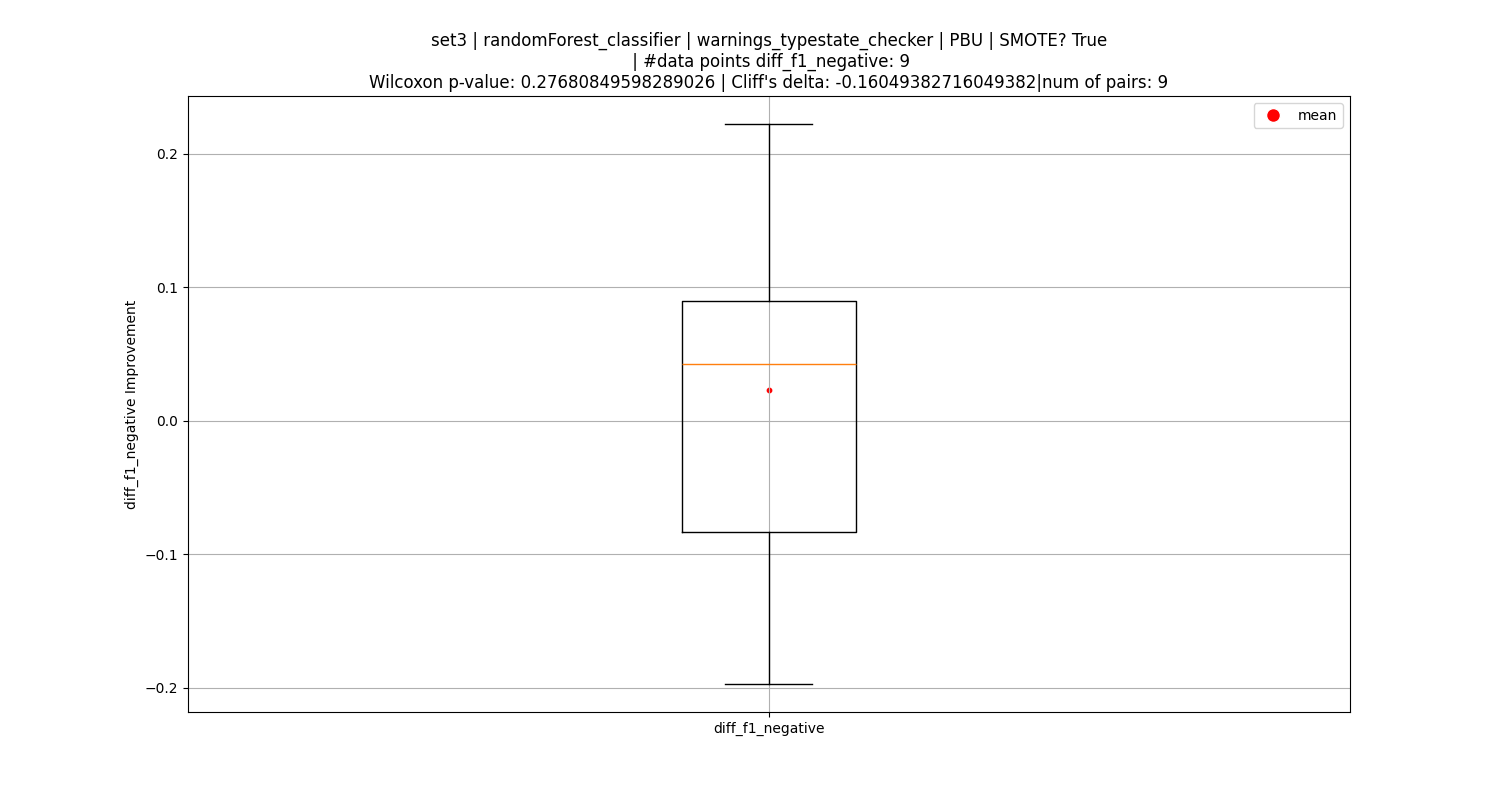 set3 | randomForest_classifier | warnings_typestate_checker | PBU | SMOTE? True
| #data points diff_f1_negative: 9
Wilcoxon p-value: 0.27680849598289026 | Cliff's delta: -0.16049382716049382|num of pairs: 9
mean
0.2
0.1
0.0
−0.1
−0.2
diff_f1_negative Improvement
diff_f1_negative